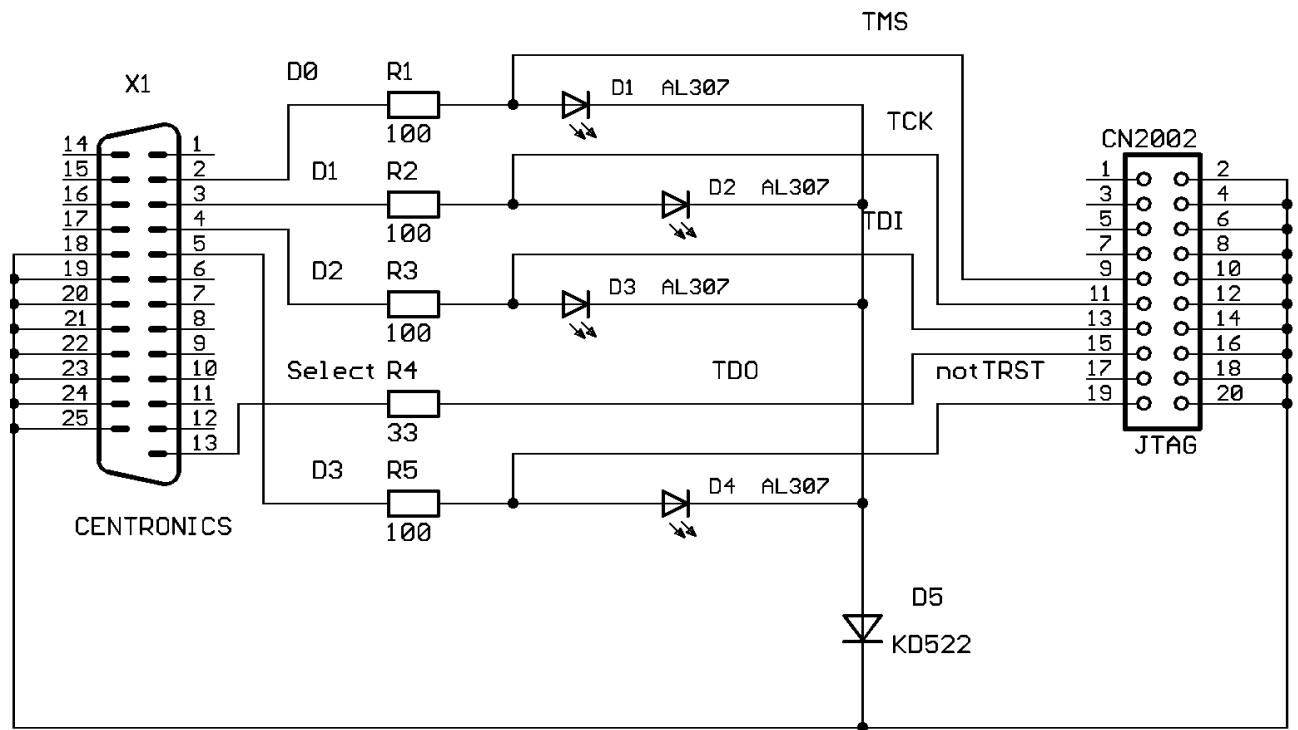 TMS
X1
D0
R1
100
D1 AL307
TCK
CN2002
14
15
16
17
18
19
20
21
22
23
24
25
1
2
3
4
5
6
7
8
9
10
11
12
13
D1
R2
100
D2 AL307
TDI
D2
R3
100
D3 AL307
Select R4
33
TDO
notTRST
D3
R5
100
D4 AL307
1
3
5
7
9
11
13
15
17
19
2
4
6
8
10
12
14
16
18
20
JTAG
CENTRONICS
D5
KD522